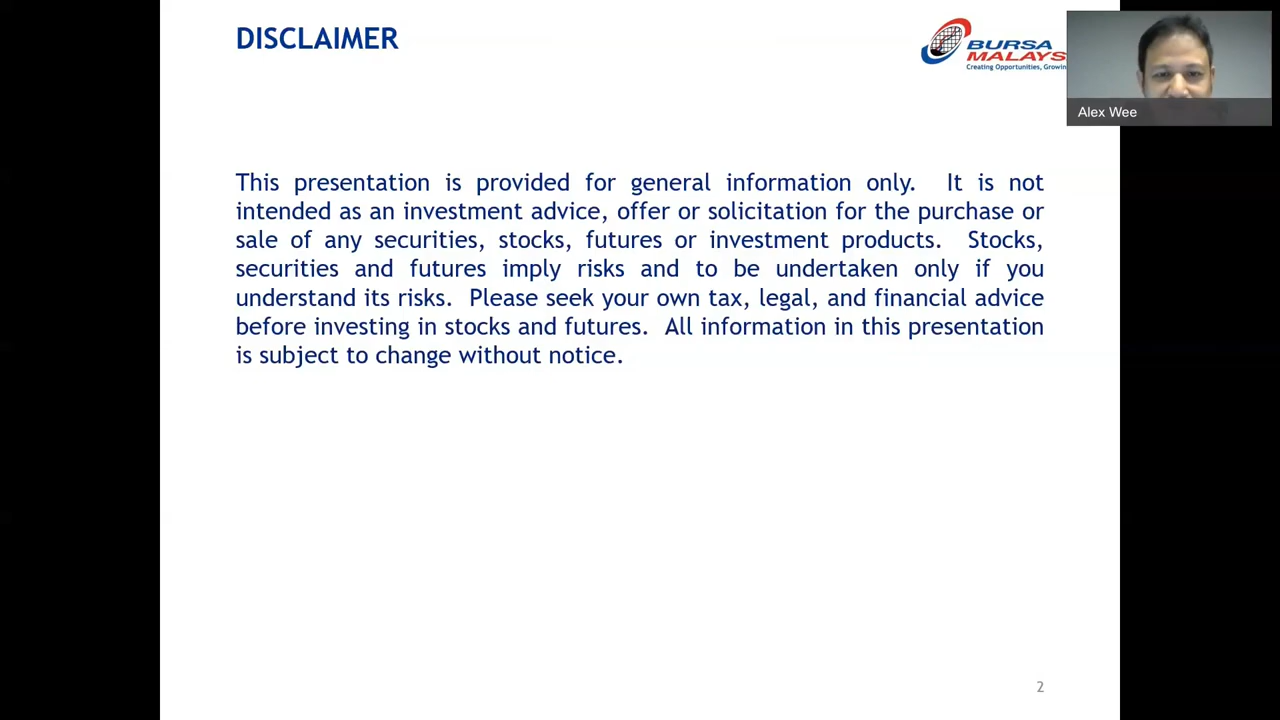 DISCLAIMER
BURSA
MALAYS
Creating Opportunities, Growin
Alex Wee
This presentation is provided for general information only. It is not
intended as an investment advice, offer or solicitation for the purchase or
sale of any securities, stocks, futures or investment products. Stocks,
securities and futures imply risks and to be undertaken only if you
understand its risks. Please seek your own tax, legal, and financial advice
before investing in stocks and futures. All information in this presentation
is subject to change without notice.
2